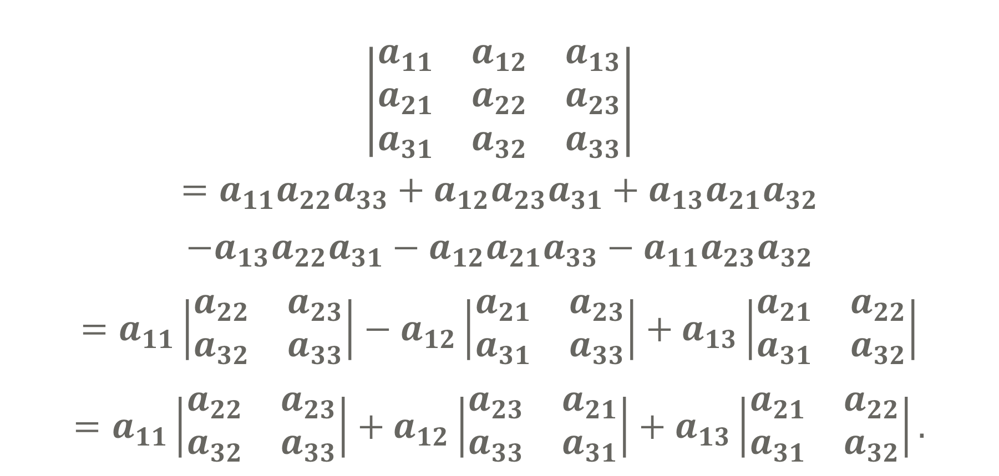 |a₁₁ a₁₂ a₁₃|
|a₂₁ a₂₂ a₂₃|
|a₃₁ a₃₂ a₃₃|
= a₁₁a₂₂a₃₃ + a₁₂a₂₃a₃₁ + a₁₃a₂₁a₃₂
−a₁₃a₂₂a₃₁ − a₁₂a₂₁a₃₃ − a₁₁a₂₃a₃₂
= a₁₁ |a₂₂ a₂₃; a₃₂ a₃₃| − a₁₂ |a₂₁ a₂₃; a₃₁ a₃₃| + a₁₃ |a₂₁ a₂₂; a₃₁ a₃₂|
= a₁₁ |a₂₂ a₂₃; a₃₂ a₃₃| + a₁₂ |a₂₃ a₂₁; a₃₃ a₃₁| + a₁₃ |a₂₁ a₂₂; a₃₁ a₃₂| .